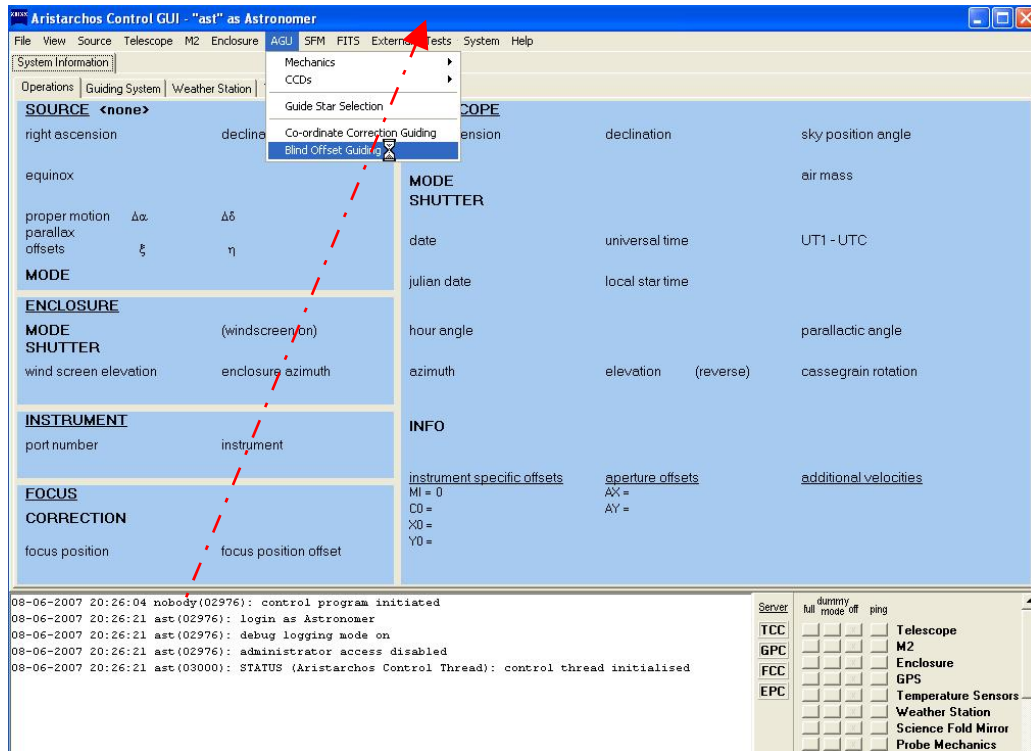 Aristarchos Control GUI - "ast" as Astronomer
File View Source Telescope M2 Enclosure AGU SFM FITS Extern Tests System Help
System Information
Operations Guiding System Weather Station
Mechanics
CCDs
Guide Star Selection
Co-ordinate Correction Guiding
Blind Offset Guiding
SOURCE <none>
right ascension declina
equinox
proper motion Δα Δδ
parallax
offsets ξ η
MODE
ENCLOSURE
MODE (windscreen on)
SHUTTER
wind screen elevation enclosure azimuth
INSTRUMENT
port number instrument
FOCUS
CORRECTION
focus position focus position offset
COPE
ension declination sky position angle
MODE air mass
SHUTTER
date universal time UT1 - UTC
julian date local star time
hour angle parallactic angle
azimuth elevation (reverse) cassegrain rotation
INFO
instrument specific offsets aperture offsets additional velocities
MI = 0 AX =
C0 = AY =
X0 =
Y0 =
08-06-2007 20:26:04 nobody(02976): control program initiated
08-06-2007 20:26:21 ast(02976): login as Astronomer
08-06-2007 20:26:21 ast(02976): debug logging mode on
08-06-2007 20:26:21 ast(02976): administrator access disabled
08-06-2007 20:26:21 ast(03000): STATUS (Aristarchos Control Thread): control thread initialised
Server full dummy mode off ping
TCC
GPC
FCC
EPC
Telescope
M2
Enclosure
GPS
Temperature Sensors
Weather Station
Science Fold Mirror
Probe Mechanics